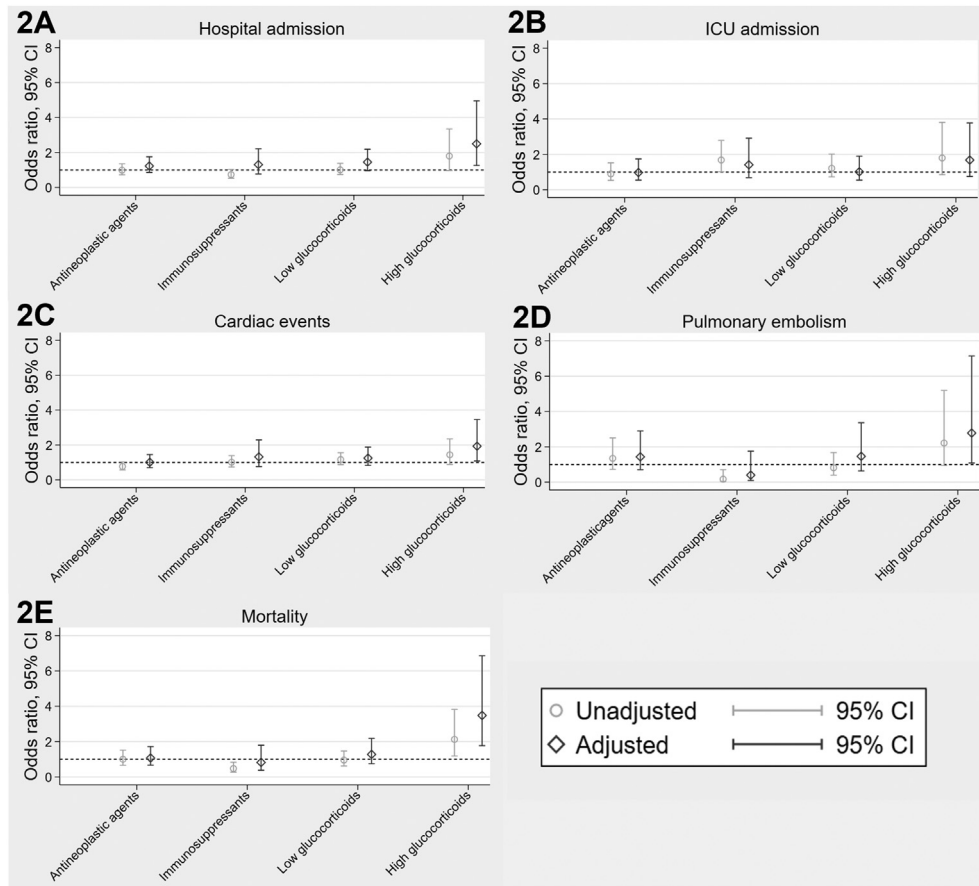 2A
Hospital admission
Odds ratio, 95% CI
8
6
4
2
0
Antineoplastic agents
Immunosuppressants
Low glucocorticoids
High glucocorticoids
2B
ICU admission
Odds ratio, 95% CI
8
6
4
2
0
Antineoplastic agents
Immunosuppressants
Low glucocorticoids
High glucocorticoids
2C
Cardiac events
Odds ratio, 95% CI
8
6
4
2
0
Antineoplastic agents
Immunosuppressants
Low glucocorticoids
High glucocorticoids
2D
Pulmonary embolism
Odds ratio, 95% CI
8
6
4
2
0
Antineoplasticagents
Immunosuppressants
Low glucocorticoids
High glucocorticoids
2E
Mortality
Odds ratio, 95% CI
8
6
4
2
0
Antineoplastic agents
Immunosuppressants
Low glucocorticoids
High glucocorticoids
Unadjusted 95% CI
Adjusted 95% CI